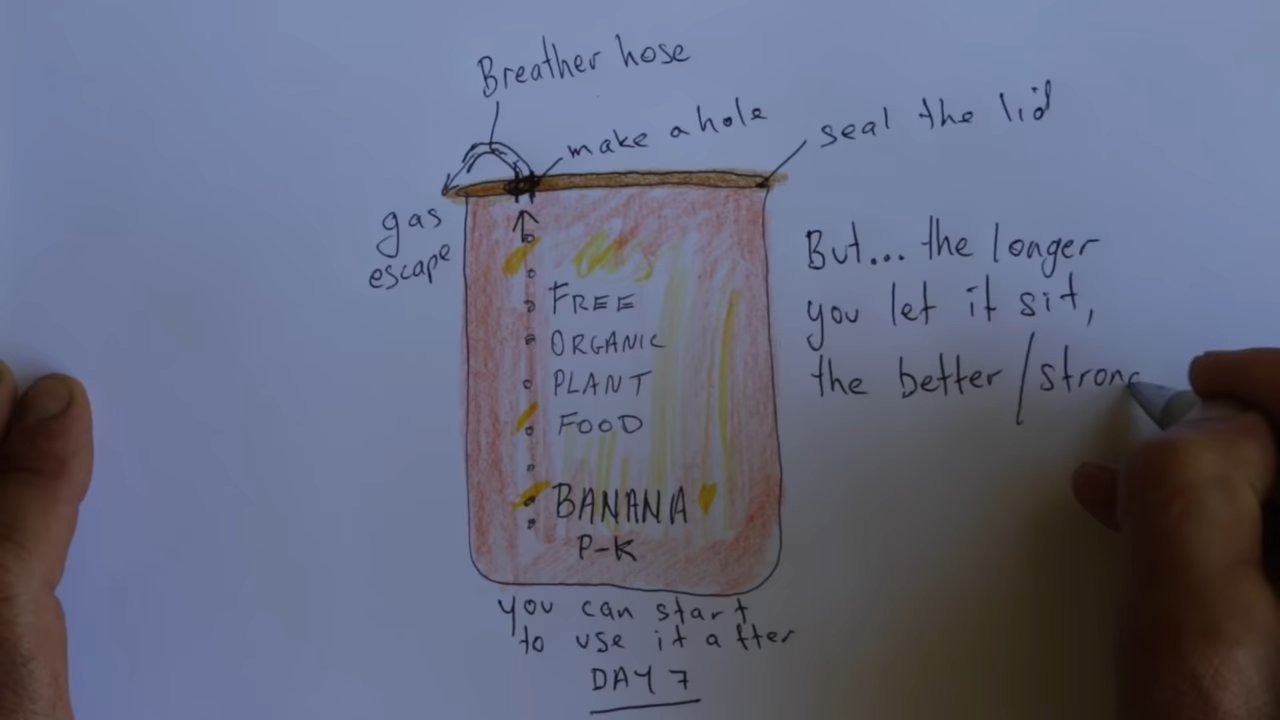 Breather hose
make a hole
seal the lid
gas
escape
FREE
ORGANIC
PLANT
FOOD
BANANA
P-K
But... the longer
you let it sit,
the better/strong
you can start
to use it after
DAY 7